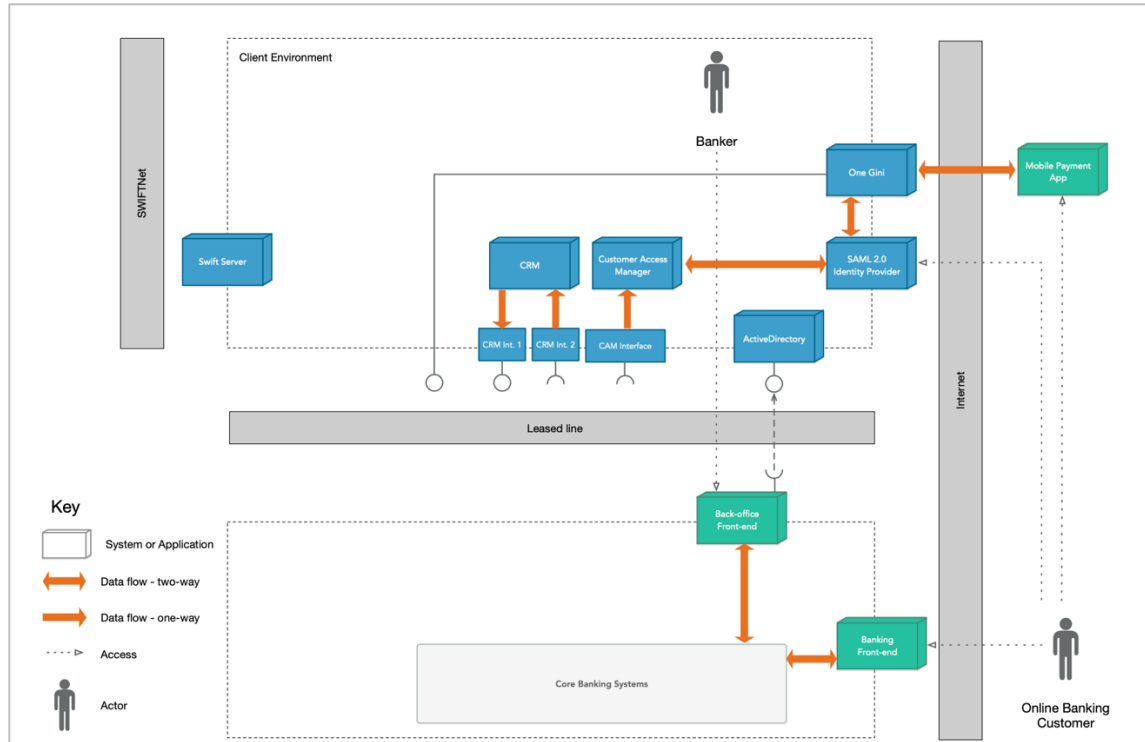 Client Environment
Banker
SWIFTNet
One Gini
Mobile Payment
App
Swift Server
CRM
Customer Access
Manager
SAML 2.0
Identity Provider
CRM Int. 1
CRM Int. 2
CAM Interface
ActiveDirectory
Internet
Leased line
Key
System or Application
Data flow - two-way
Data flow - one-way
Access
Actor
Back-office
Front-end
Banking
Front-end
Core Banking Systems
Online Banking
Customer